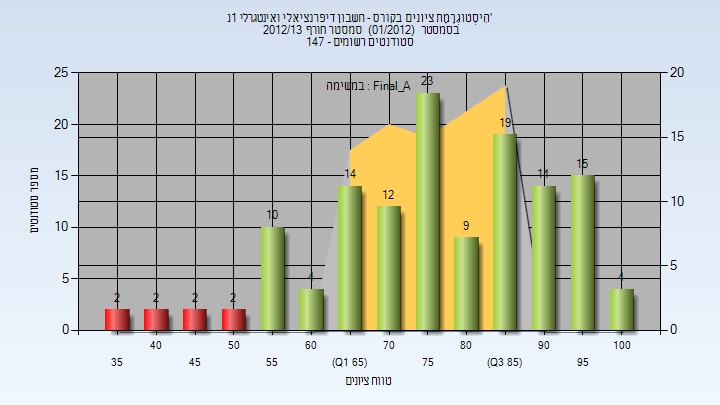 היסטוגרמת ציונים בקורס - חשבון דיפרנציאלי ואינטגרלי 1נ'
בסמסטר (01/2012) סמסטר חורף 2012/13
סטודנטים רשומים - 147
במשימה : Final_A
מספר סטודנטים
25 20 15 10 5 0
20 15 10 5 0
2 2 2 2 10 4 14 12 23 9 19 14 15 4
35 40 45 50 55 60 (Q1 65) 70 75 80 (Q3 85) 90 95 100
טווח ציונים